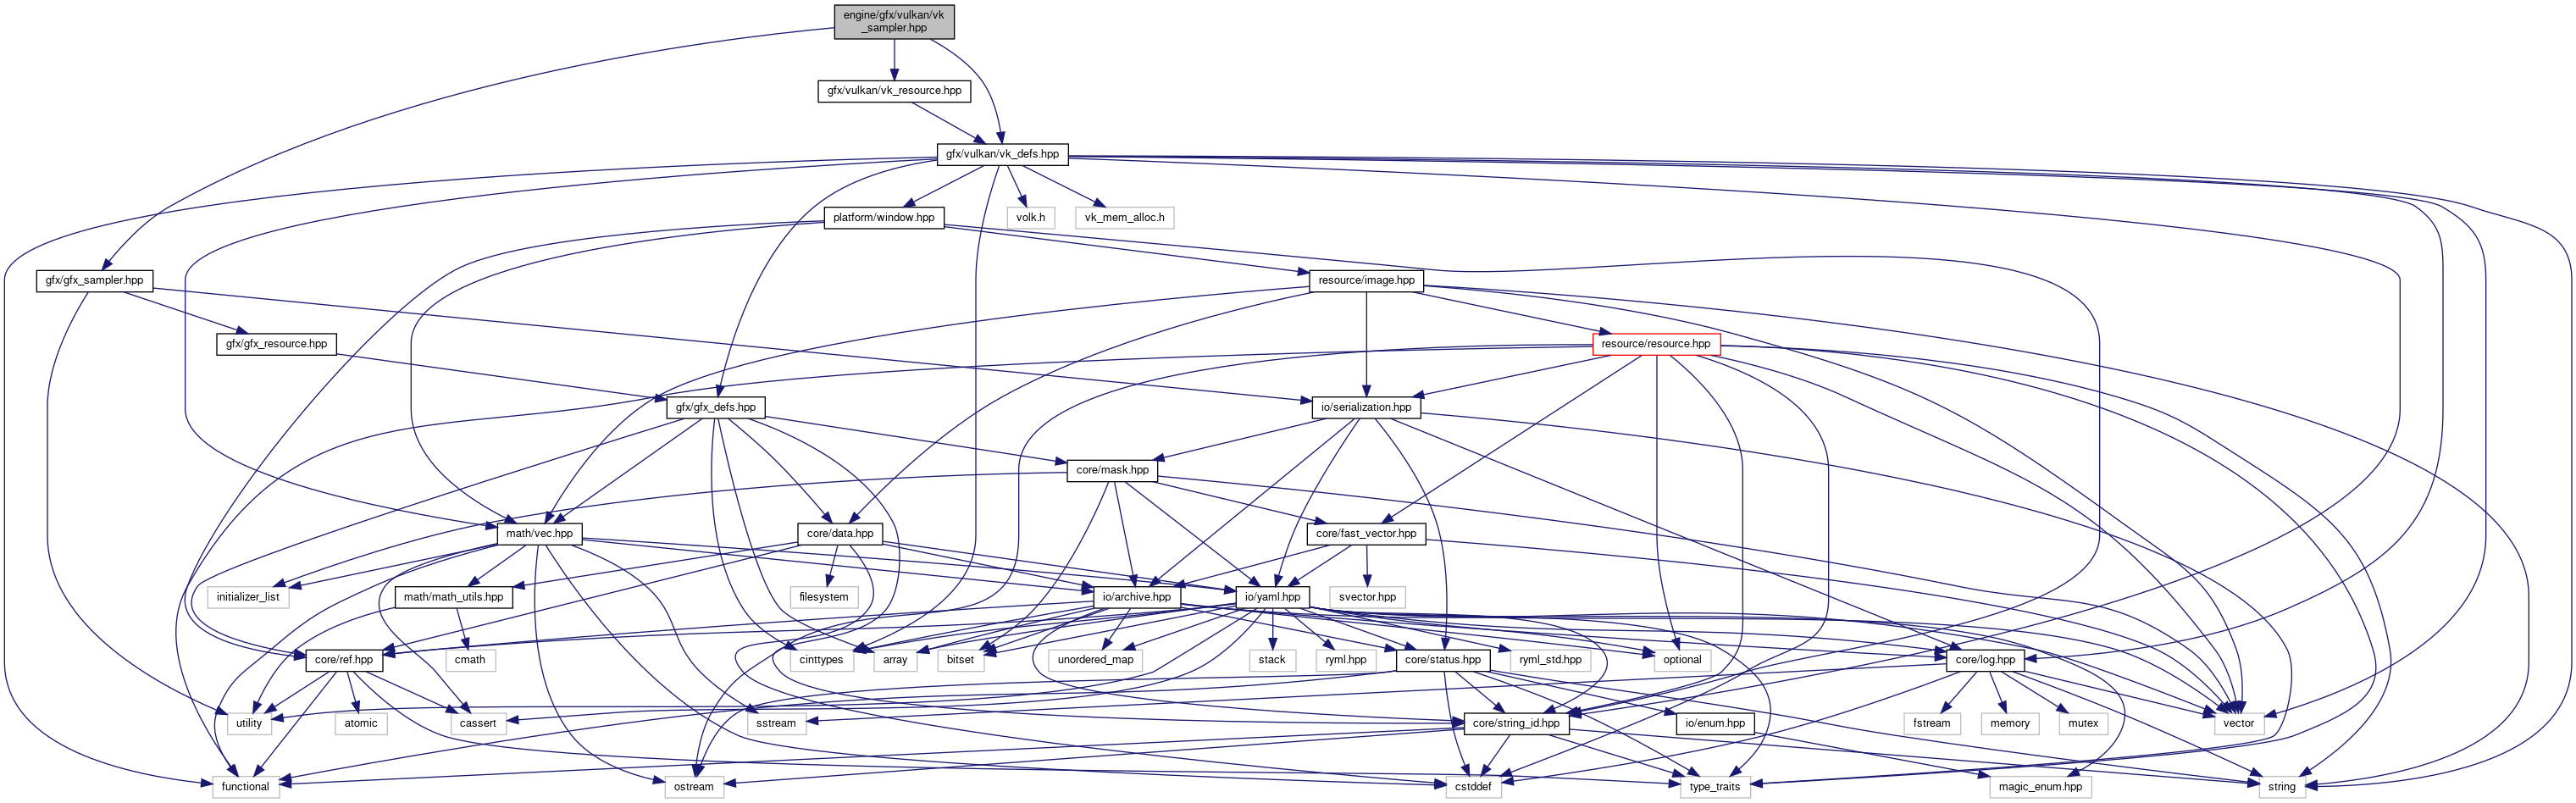 engine/gfx/vulkan/vk
_sampler.hpp
gfx/vulkan/vk_resource.hpp
gfx/vulkan/vk_defs.hpp
platform/window.hpp
volk.h
vk_mem_alloc.h
gfx/gfx_sampler.hpp
resource/image.hpp
gfx/gfx_resource.hpp
resource/resource.hpp
gfx/gfx_defs.hpp
io/serialization.hpp
core/mask.hpp
math/vec.hpp
core/data.hpp
core/fast_vector.hpp
initializer_list
math/math_utils.hpp
filesystem
io/archive.hpp
io/yaml.hpp
svector.hpp
core/ref.hpp
cmath
cinttypes
array
bitset
unordered_map
stack
ryml.hpp
core/status.hpp
ryml_std.hpp
optional
core/log.hpp
utility
atomic
cassert
sstream
core/string_id.hpp
io/enum.hpp
fstream
memory
mutex
vector
functional
ostream
cstddef
type_traits
magic_enum.hpp
string